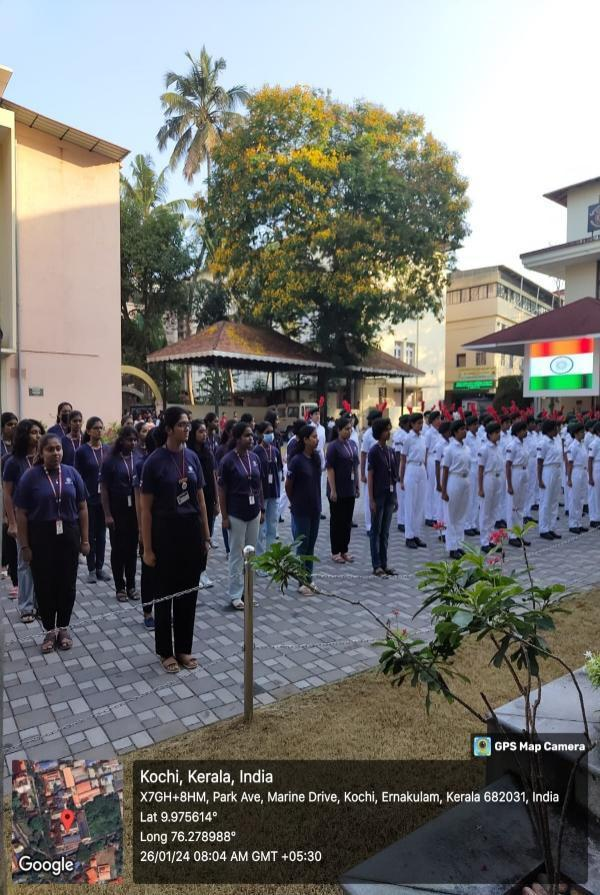 GPS Map Camera
Kochi, Kerala, India
X7GH+8HM, Park Ave, Marine Drive, Kochi, Ernakulam, Kerala 682031, India
Lat 9.975614°
Long 76.278988°
26/01/24 08:04 AM GMT +05:30
Google